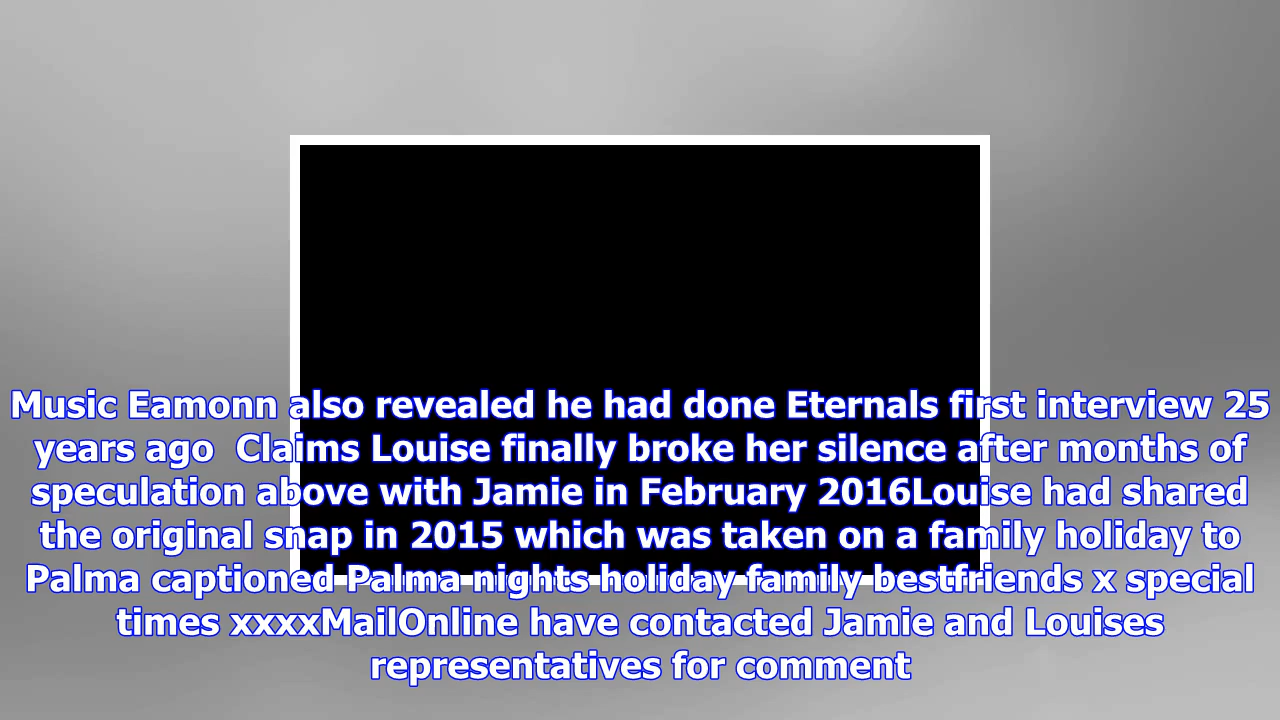 Music Eamonn also revealed he had done Eternals first interview 25
years ago  Claims Louise finally broke her silence after months of
speculation above with Jamie in February 2016Louise had shared
the original snap in 2015 which was taken on a family holiday to
Palma captioned Palma nights holiday family bestfriends x special
times xxxxMailOnline have contacted Jamie and Louises
representatives for comment